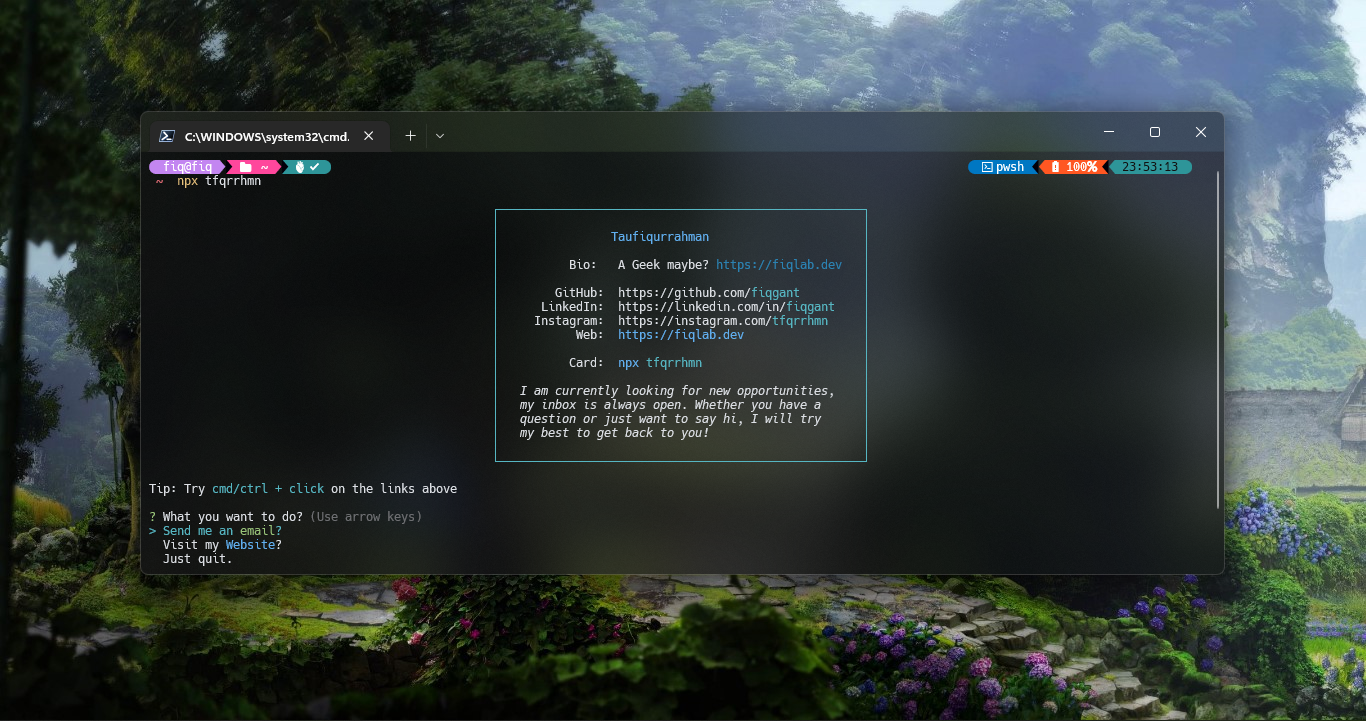 C:\WINDOWS\system32\cmd.
fiq@fiq ~ pwsh 100% 23:53:13
~ npx tfqrrhmn
Taufiqurrahman
Bio: A Geek maybe? https://fiqlab.dev
GitHub: https://github.com/fiqgant
LinkedIn: https://linkedin.com/in/fiqgant
Instagram: https://instagram.com/tfqrrhmn
Web: https://fiqlab.dev
Card: npx tfqrrhmn
I am currently looking for new opportunities,
my inbox is always open. Whether you have a
question or just want to say hi, I will try
my best to get back to you!
Tip: Try cmd/ctrl + click on the links above
? What you want to do? (Use arrow keys)
> Send me an email?
Visit my Website?
Just quit.